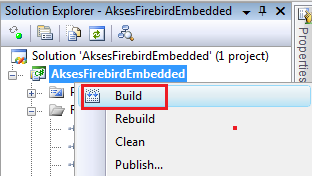 Solution Explorer - AksesFirebirdEmbedded
Solution 'AksesFirebirdEmbedded' (1 project)
AksesFirebirdEmbedded
Build
Rebuild
Clean
Publish...
Properties